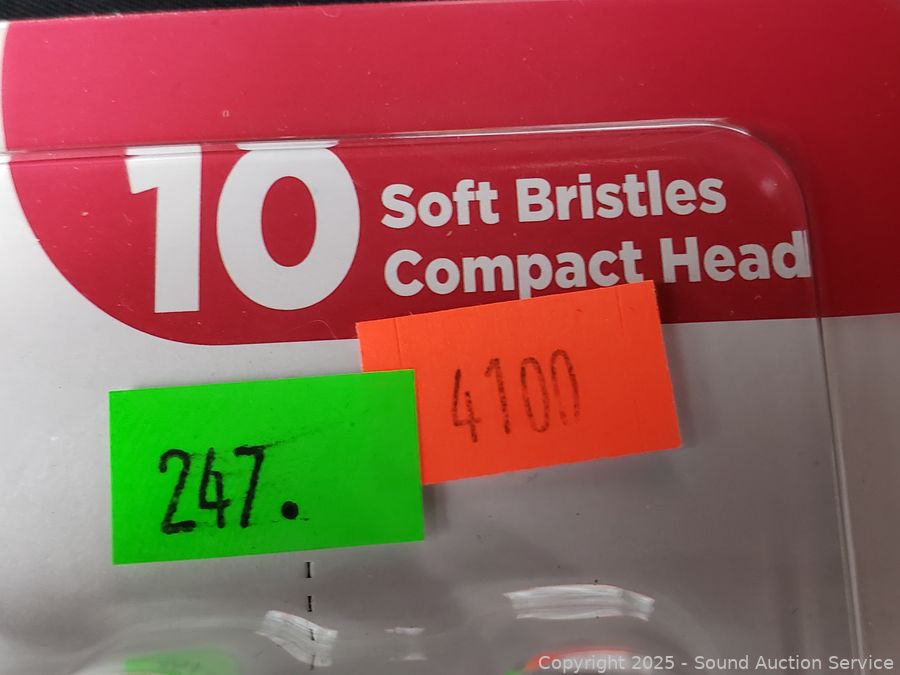 10
Soft Bristles
Compact Head
4100
247.
Copyright 2025 - Sound Auction Service